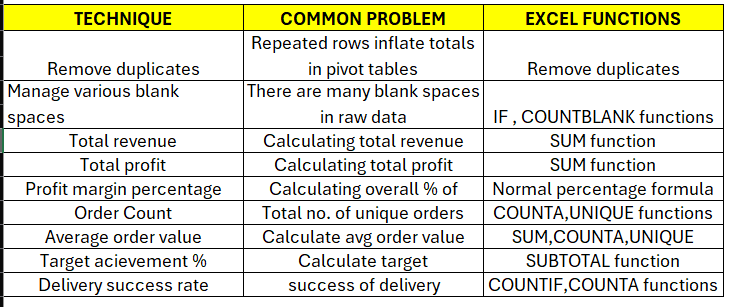 TECHNIQUE COMMON PROBLEM EXCEL FUNCTIONS
Repeated rows inflate totals
Remove duplicates in pivot tables Remove duplicates
Manage various blank There are many blank spaces
spaces in raw data IF , COUNTBLANK functions
Total revenue Calculating total revenue SUM function
Total profit Calculating total profit SUM function
Profit margin percentage Calculating overall % of Normal percentage formula
Order Count Total no. of unique orders COUNTA,UNIQUE functions
Average order value Calculate avg order value SUM,COUNTA,UNIQUE
Target acievement % Calculate target SUBTOTAL function
Delivery success rate success of delivery COUNTIF,COUNTA functions